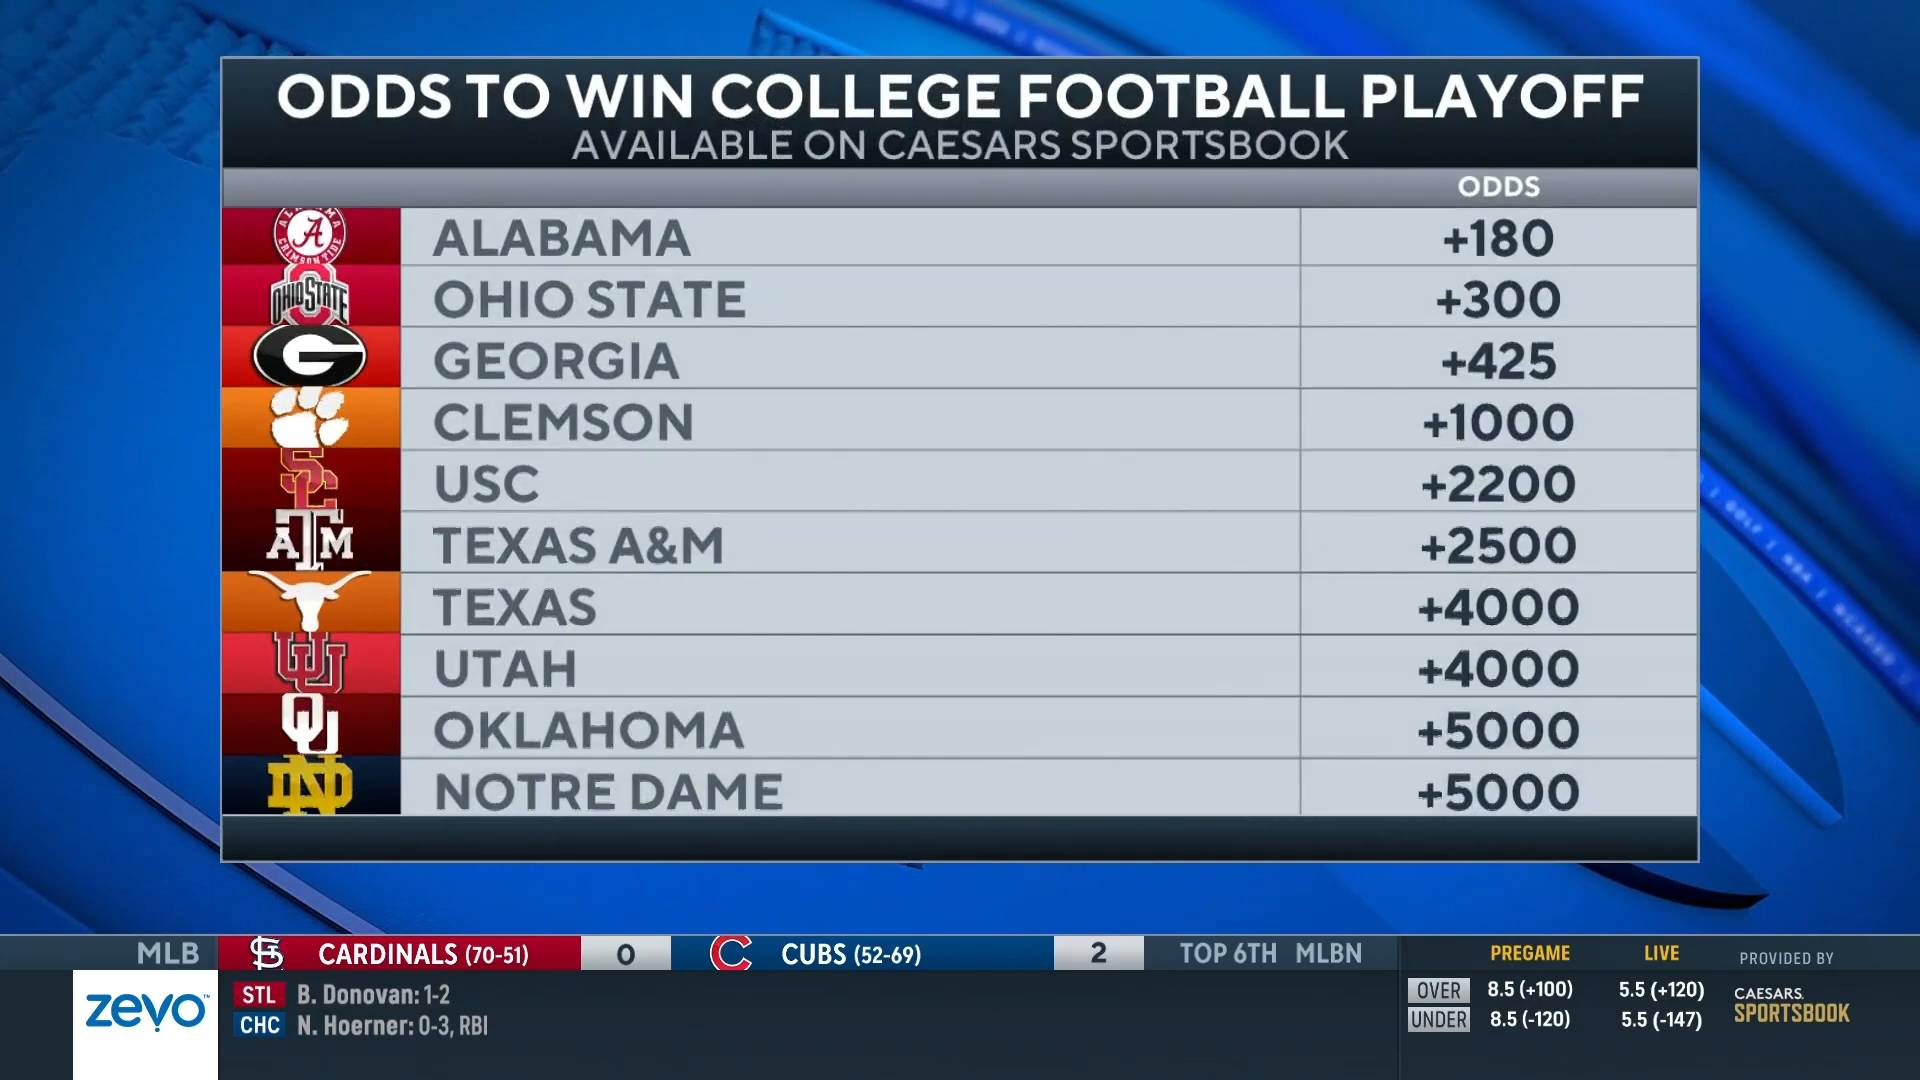 ODDS TO WIN COLLEGE FOOTBALL PLAYOFF
AVAILABLE ON CAESARS SPORTSBOOK
ODDS
ALABAMA +180
OHIO STATE +300
GEORGIA +425
CLEMSON +1000
USC +2200
TEXAS A&M +2500
TEXAS +4000
UTAH +4000
OKLAHOMA +5000
NOTRE DAME +5000
MLB CARDINALS (70-51) 0 CUBS (52-69) 2 TOP 6TH MLBN
zevo™
STL B. Donovan: 1-2
CHC N. Hoerner: 0-3, RBI
PREGAME LIVE
OVER 8.5 (+100) 5.5 (+120)
UNDER 8.5 (-120) 5.5 (-147)
PROVIDED BY
CAESARS
SPORTSBOOK